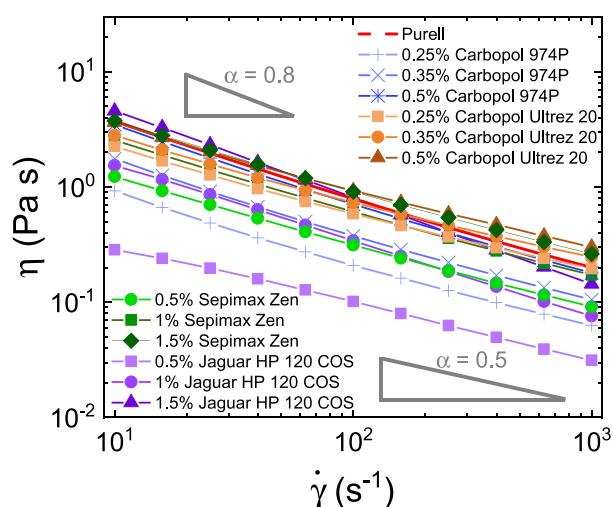 Purell
0.25% Carbopol 974P
0.35% Carbopol 974P
0.5% Carbopol 974P
0.25% Carbopol Ultrez 20
0.35% Carbopol Ultrez 20
0.5% Carbopol Ultrez 20
α = 0.8
10¹
10⁰
10⁻¹
10⁻²
η (Pa s)
0.5% Sepimax Zen
1% Sepimax Zen
1.5% Sepimax Zen
0.5% Jaguar HP 120 COS
1% Jaguar HP 120 COS
1.5% Jaguar HP 120 COS
α = 0.5
10¹
10²
10³
γ̇ (s⁻¹)